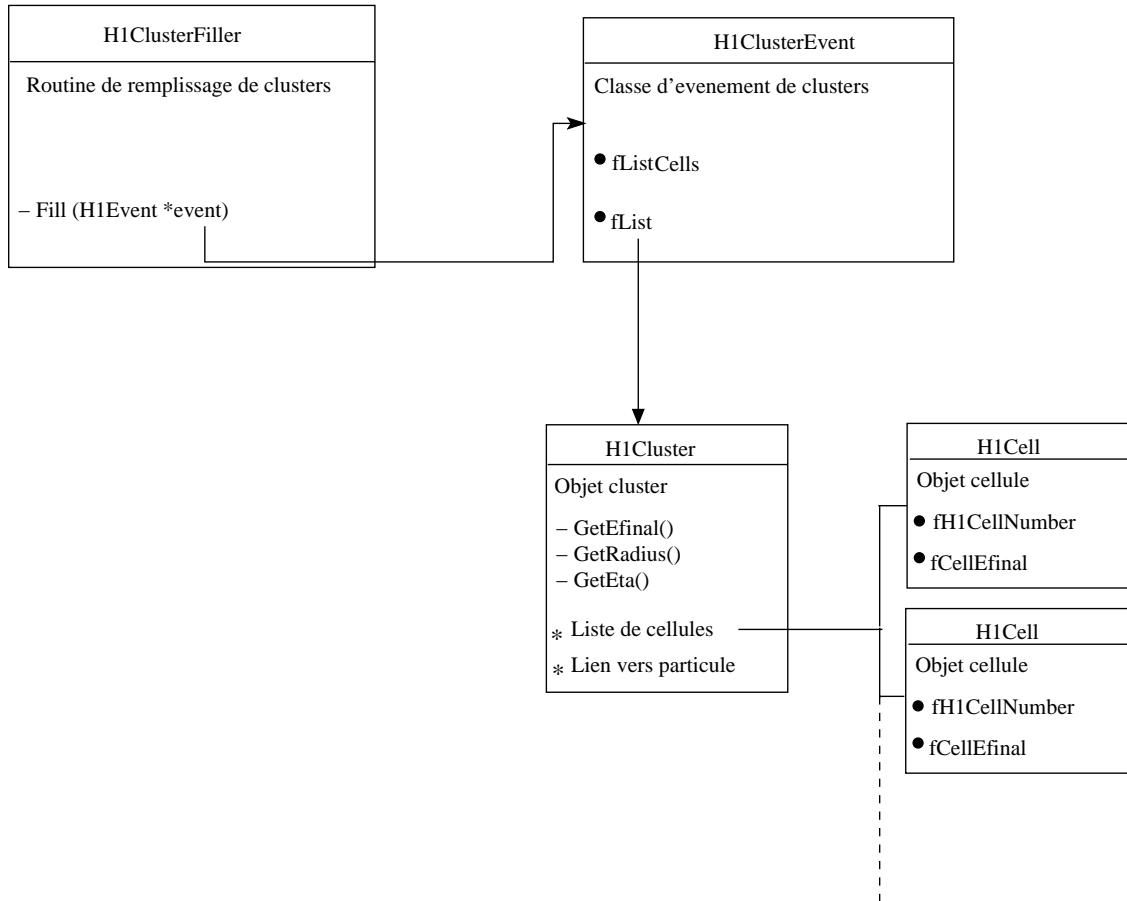 H1ClusterFiller
Routine de remplissage de clusters
– Fill (H1Event *event)
H1ClusterEvent
Classe d'evenement de clusters
● fListCells
● fList
H1Cluster
Objet cluster
– GetEfinal()
– GetRadius()
– GetEta()
* Liste de cellules
* Lien vers particule
H1Cell
Objet cellule
● fH1CellNumber
● fCellEfinal
H1Cell
Objet cellule
● fH1CellNumber
● fCellEfinal